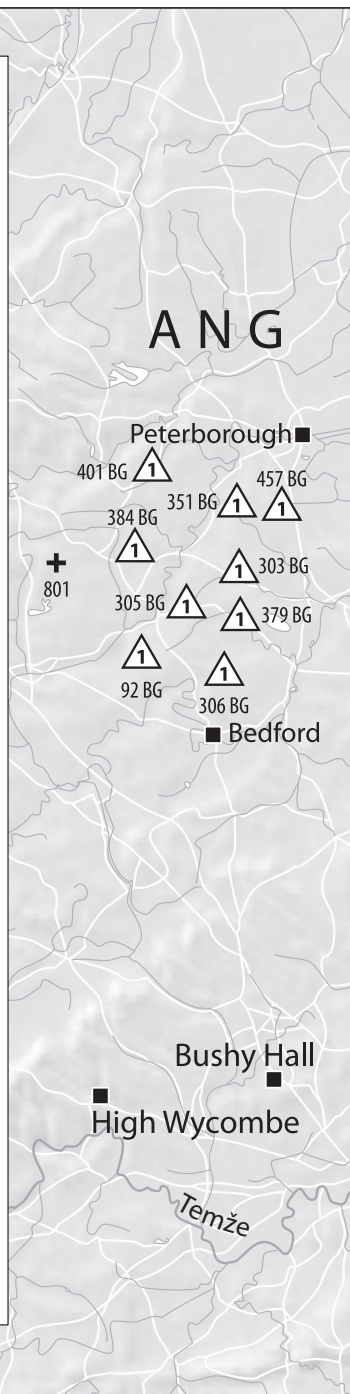 ANG
Peterborough
401 BG
1
351 BG
1
457 BG
1
384 BG
1
801
303 BG
1
305 BG
1
379 BG
1
92 BG
1
306 BG
1
Bedford
Bushy Hall
High Wycombe
Temže